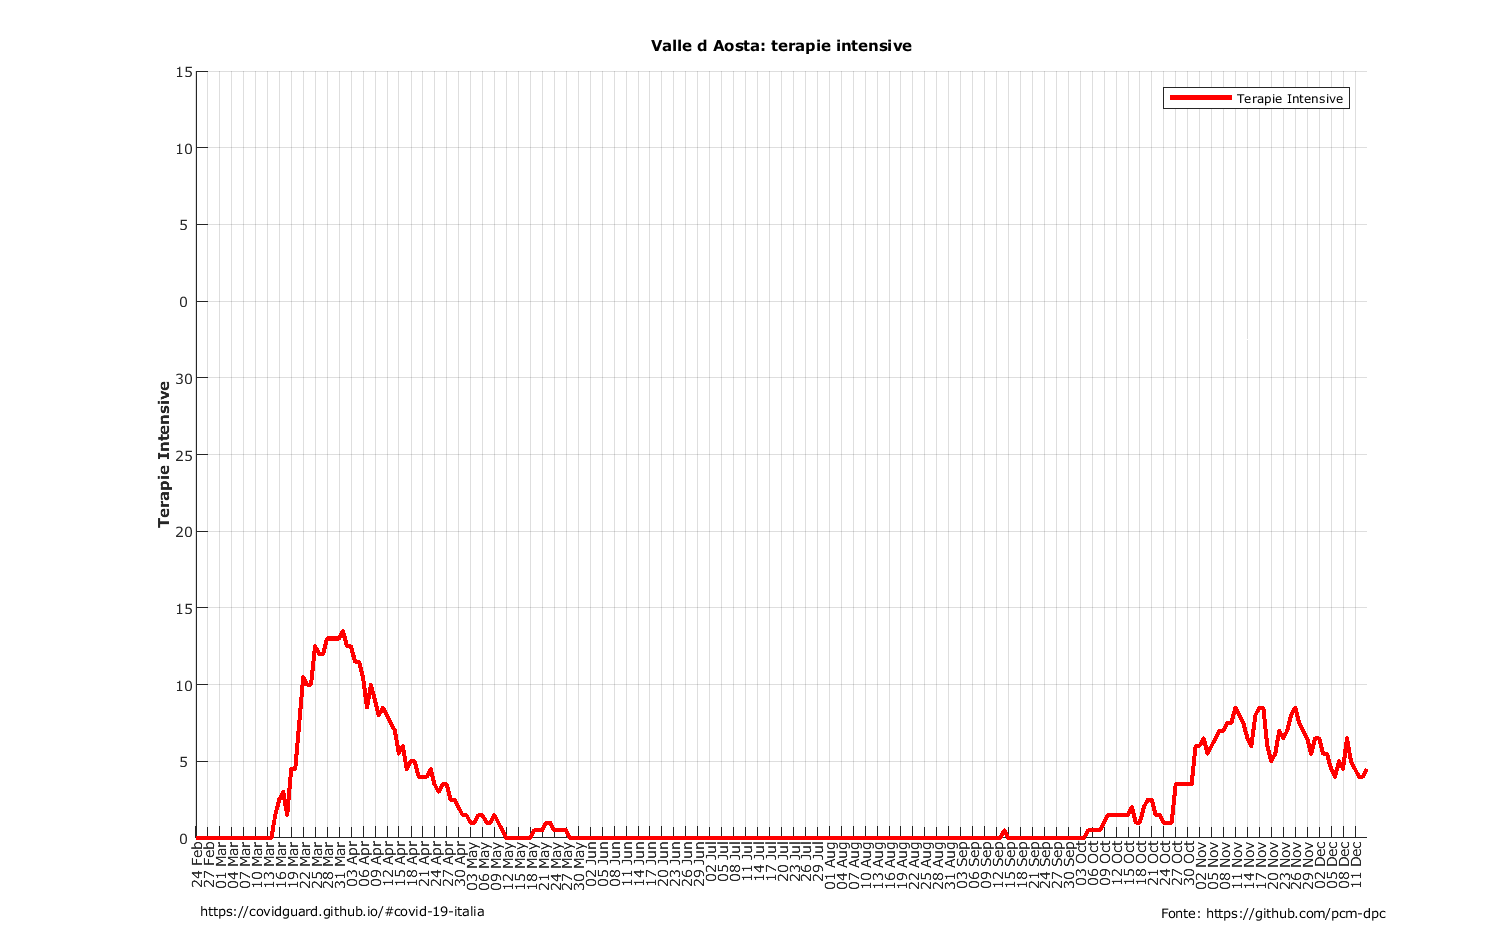 Valle d Aosta: terapie intensive
Terapie Intensive
15
10
5
0
30
25
20
15
10
5
0
Terapie Intensive
24 Feb
27 Feb
01 Mar
04 Mar
07 Mar
10 Mar
13 Mar
16 Mar
19 Mar
22 Mar
25 Mar
28 Mar
31 Mar
03 Apr
06 Apr
09 Apr
12 Apr
15 Apr
18 Apr
21 Apr
24 Apr
27 Apr
30 Apr
03 May
06 May
09 May
12 May
15 May
18 May
21 May
24 May
27 May
30 May
02 Jun
05 Jun
08 Jun
11 Jun
14 Jun
17 Jun
20 Jun
23 Jun
26 Jun
29 Jun
02 Jul
05 Jul
08 Jul
11 Jul
14 Jul
17 Jul
20 Jul
23 Jul
26 Jul
29 Jul
01 Aug
04 Aug
07 Aug
10 Aug
13 Aug
16 Aug
19 Aug
22 Aug
25 Aug
28 Aug
31 Aug
03 Sep
06 Sep
09 Sep
12 Sep
15 Sep
18 Sep
21 Sep
24 Sep
27 Sep
30 Sep
03 Oct
06 Oct
09 Oct
12 Oct
15 Oct
18 Oct
21 Oct
24 Oct
27 Oct
30 Oct
02 Nov
05 Nov
08 Nov
11 Nov
14 Nov
17 Nov
20 Nov
23 Nov
26 Nov
29 Nov
02 Dec
05 Dec
08 Dec
11 Dec
https://covidguard.github.io/#covid-19-italia
Fonte: https://github.com/pcm-dpc